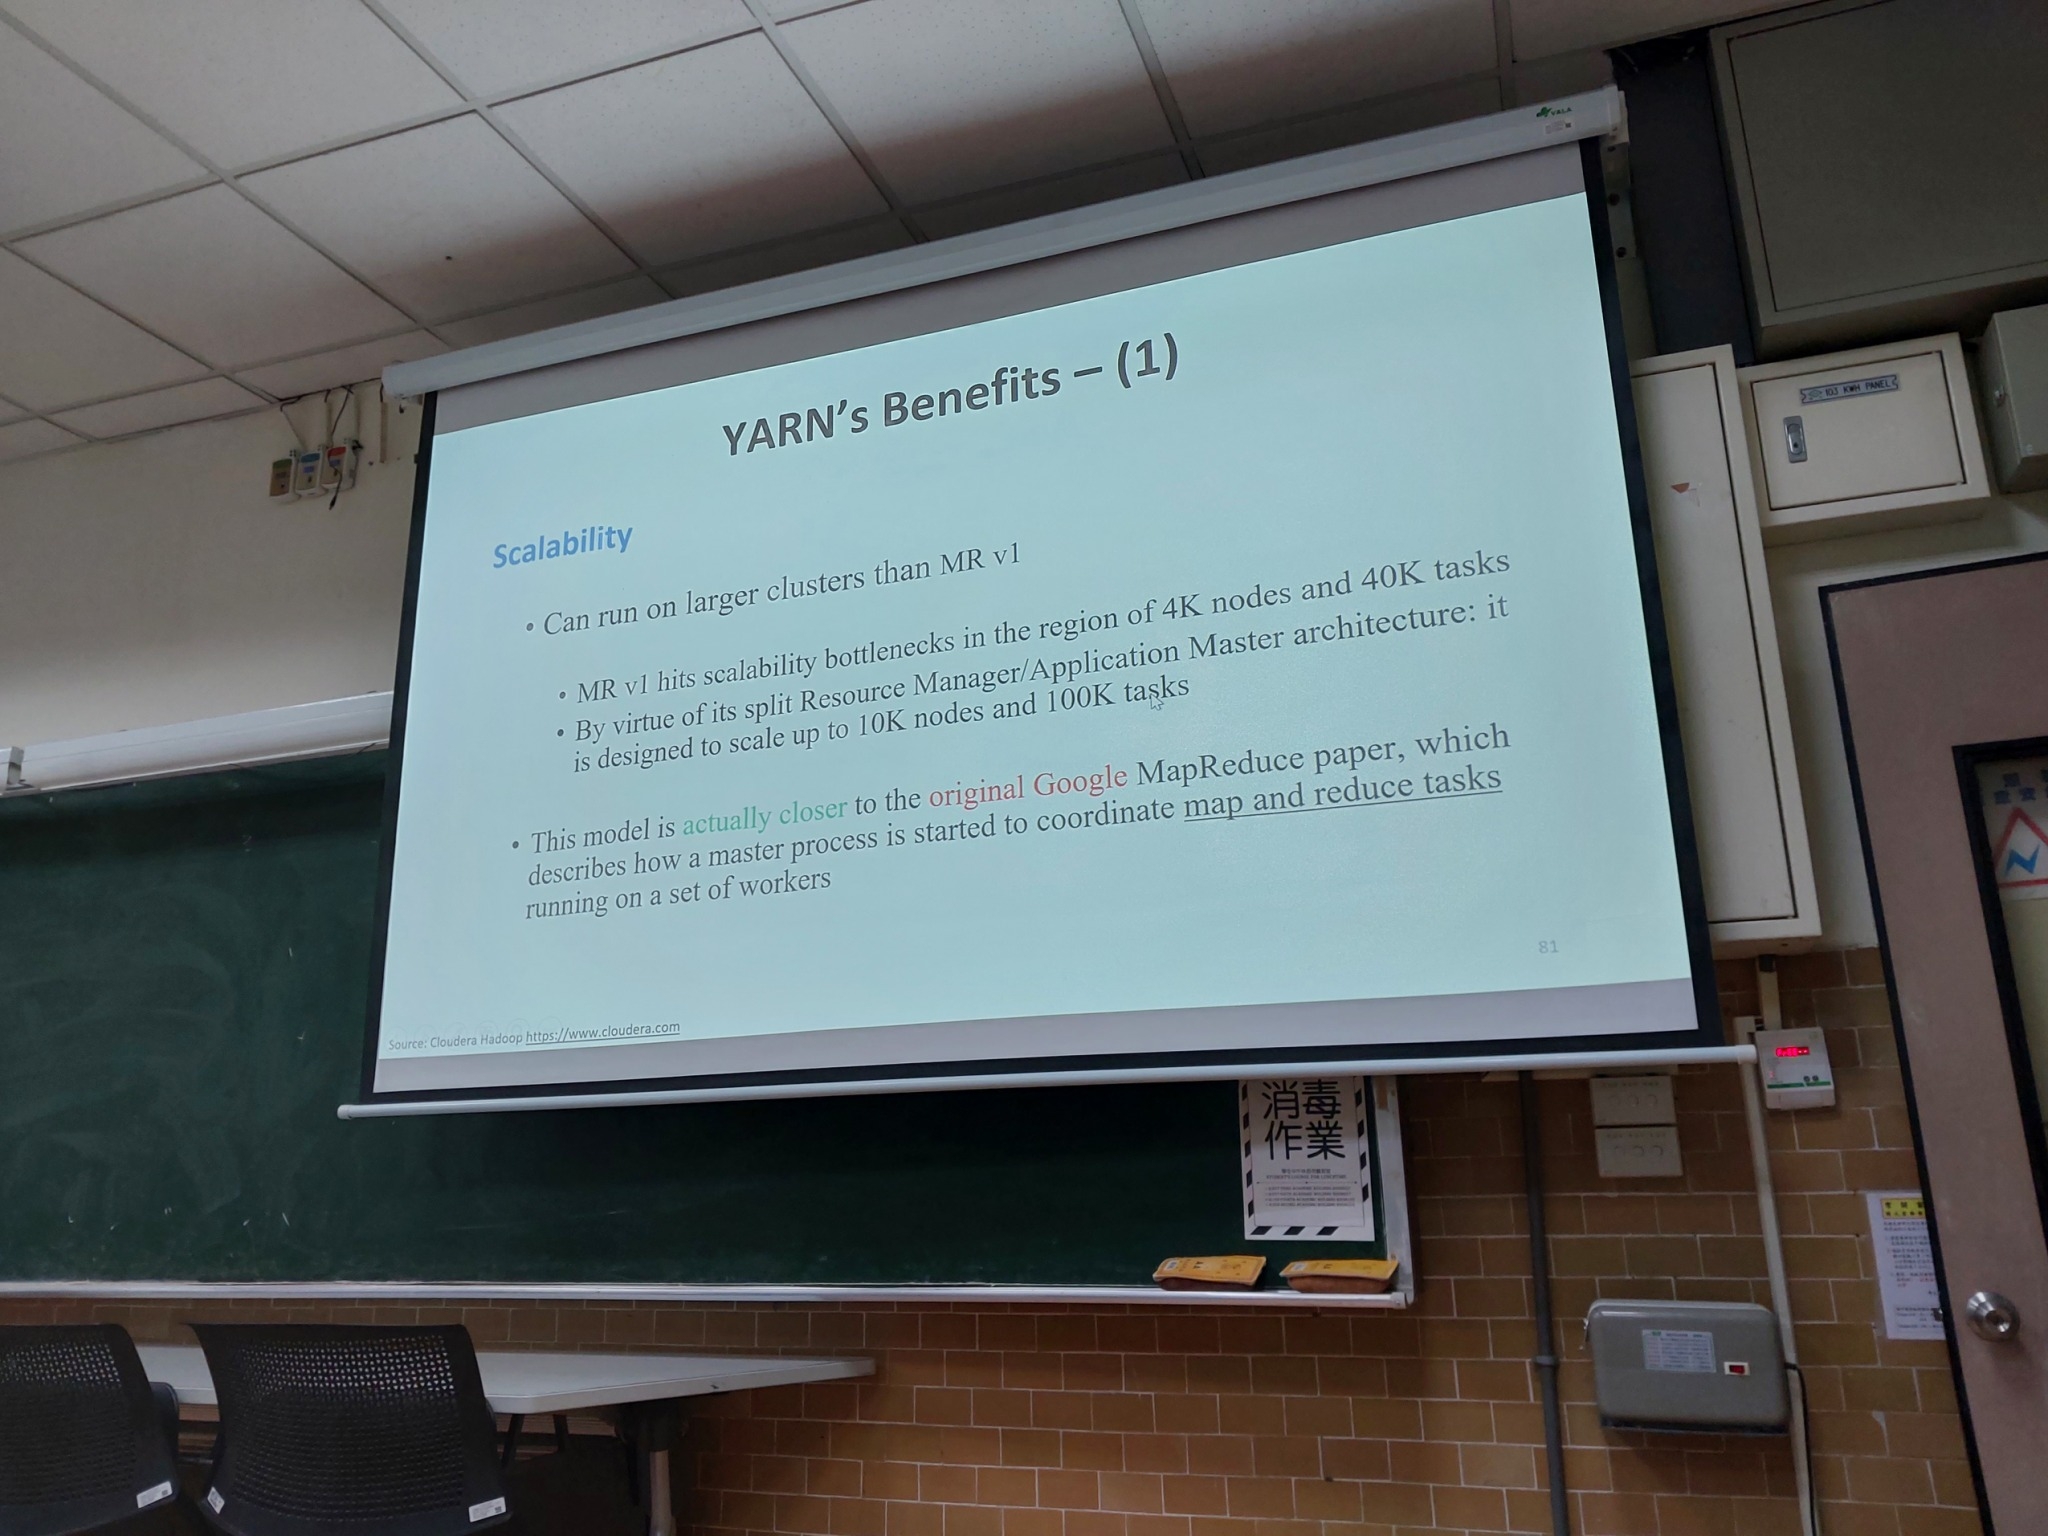 VALA
YARN's Benefits – (1)
Scalability
• Can run on larger clusters than MR v1
• MR v1 hits scalability bottlenecks in the region of 4K nodes and 40K tasks
• By virtue of its split Resource Manager/Application Master architecture: it
is designed to scale up to 10K nodes and 100K tasks
• This model is actually closer to the original Google MapReduce paper, which
describes how a master process is started to coordinate map and reduce tasks
running on a set of workers
81
Source: Cloudera Hadoop https://www.cloudera.com
103 KWH PANEL
消毒
作業